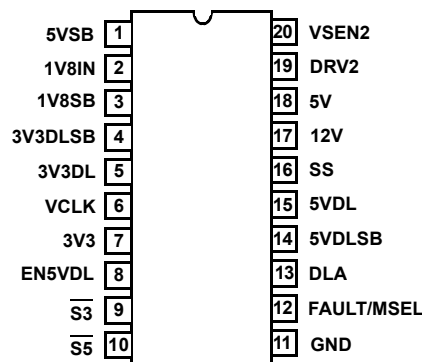 5VSB 1 20 VSEN2
1V8IN 2 19 DRV2
1V8SB 3 18 5V
3V3DLSB 4 17 12V
3V3DL 5 16 SS
VCLK 6 15 5VDL
3V3 7 14 5VDLSB
EN5VDL 8 13 DLA
S3 9 12 FAULT/MSEL
S5 10 11 GND